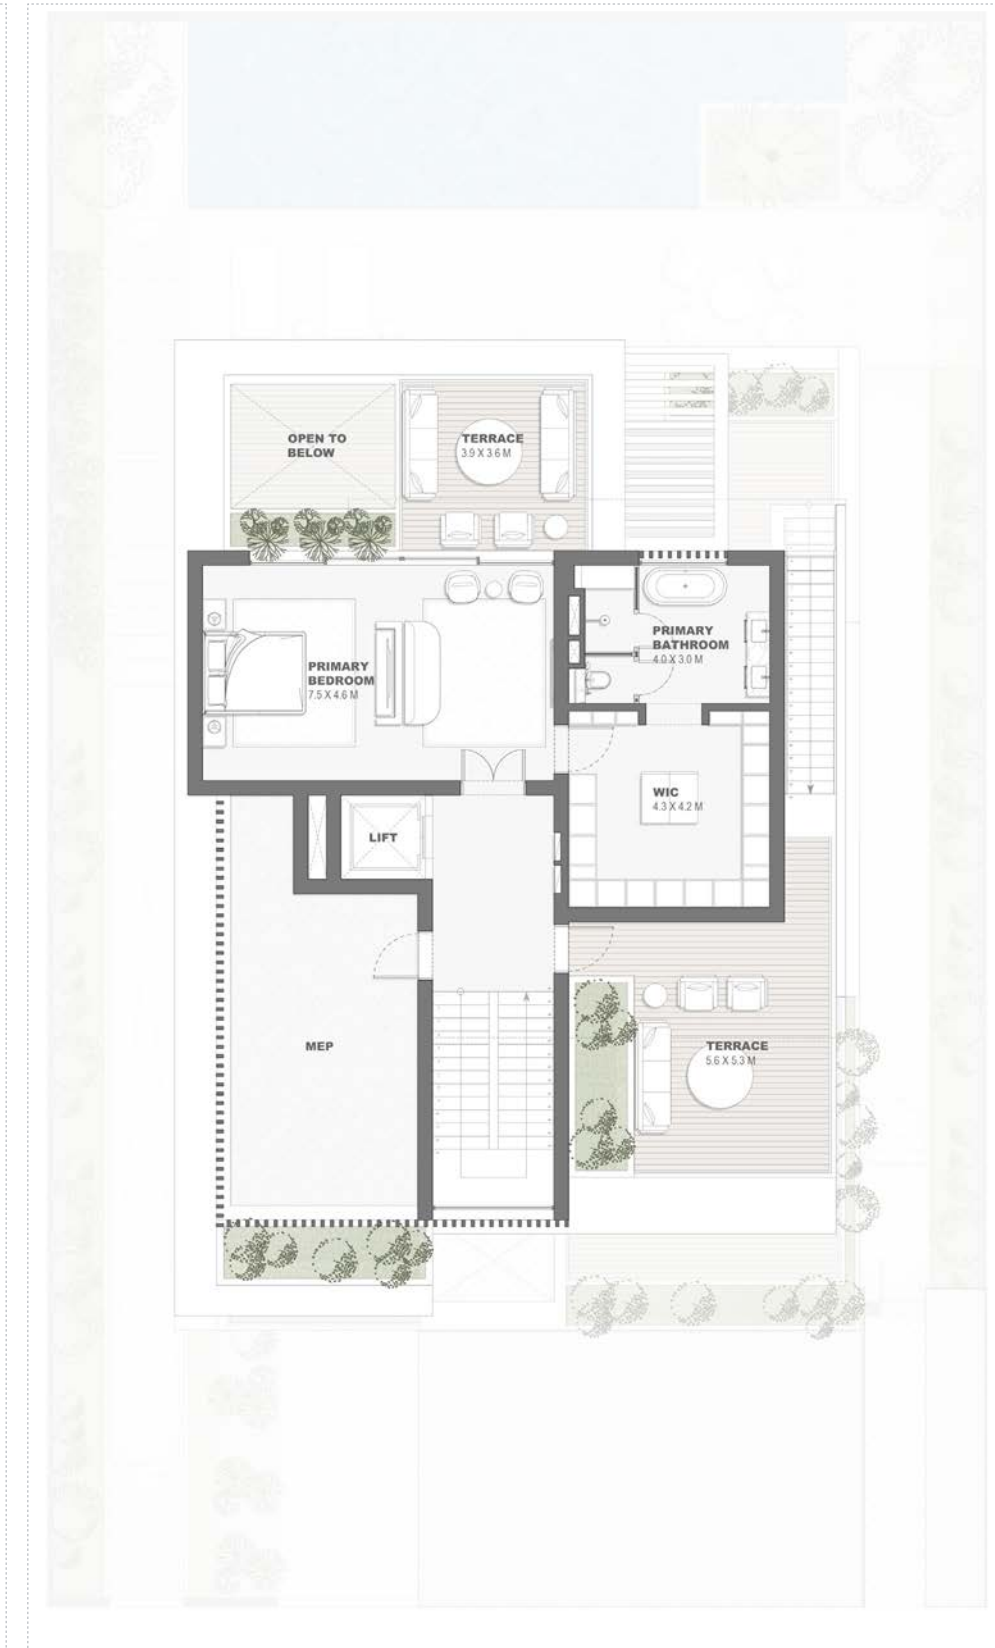 OPEN TO
BELOW
TERRACE
3.9 X 3.6 M
PRIMARY
BEDROOM
7.5 X 4.6 M
PRIMARY
BATHROOM
4.0 X 3.0 M
WIC
4.3 X 4.2 M
LIFT
MEP
TERRACE
5.6 X 5.3 M